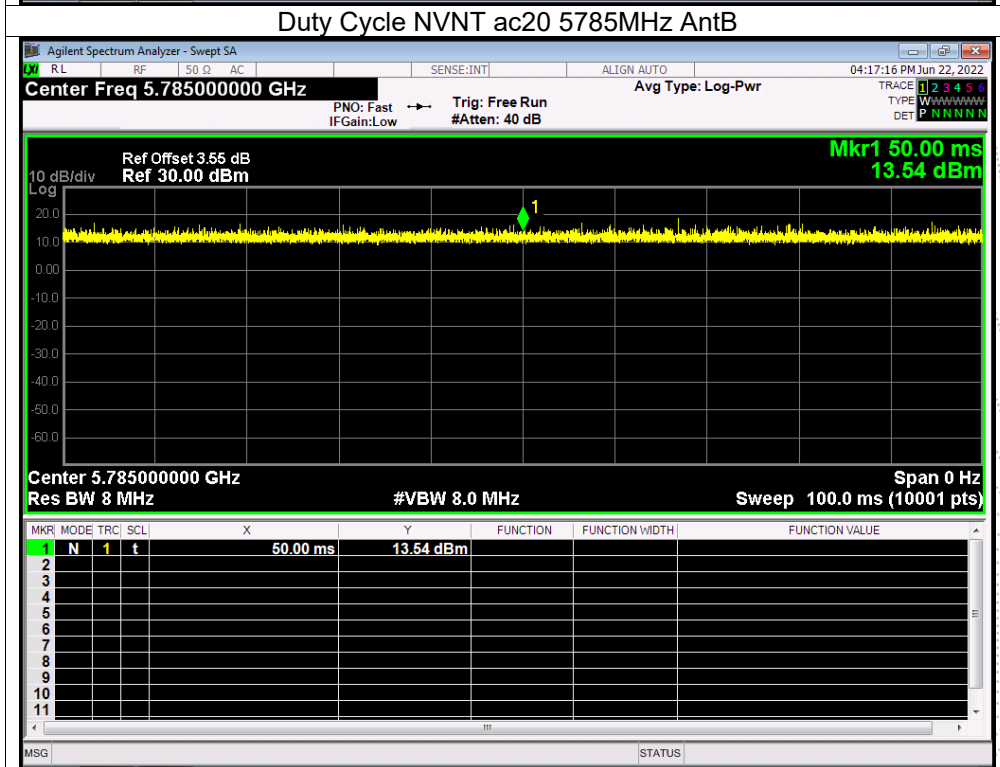 Duty Cycle NVNT ac20 5785MHz AntB
Agilent Spectrum Analyzer - Swept SA
LXI RL RF 50 Ω AC SENSE:INT ALIGN AUTO 04:17:16 PM Jun 22, 2022
Center Freq 5.785000000 GHz Avg Type: Log-Pwr TRACE 1 2 3 4 5 6
PNO: Fast Trig: Free Run TYPE WWWWWW
IFGain:Low #Atten: 40 dB DET P N N N N N
Mkr1 50.00 ms
Ref Offset 3.55 dB
10 dB/div Ref 30.00 dBm 13.54 dBm
Log
20.0
1
10.0
0.00
-10.0
-20.0
-30.0
-40.0
-50.0
-60.0
Center 5.785000000 GHz Span 0 Hz
Res BW 8 MHz #VBW 8.0 MHz Sweep 100.0 ms (10001 pts)
MKR MODE TRC SCL X Y FUNCTION FUNCTION WIDTH FUNCTION VALUE
1 N 1 t 50.00 ms 13.54 dBm
2
3
4
5
6
7
8
9
10
11
MSG STATUS